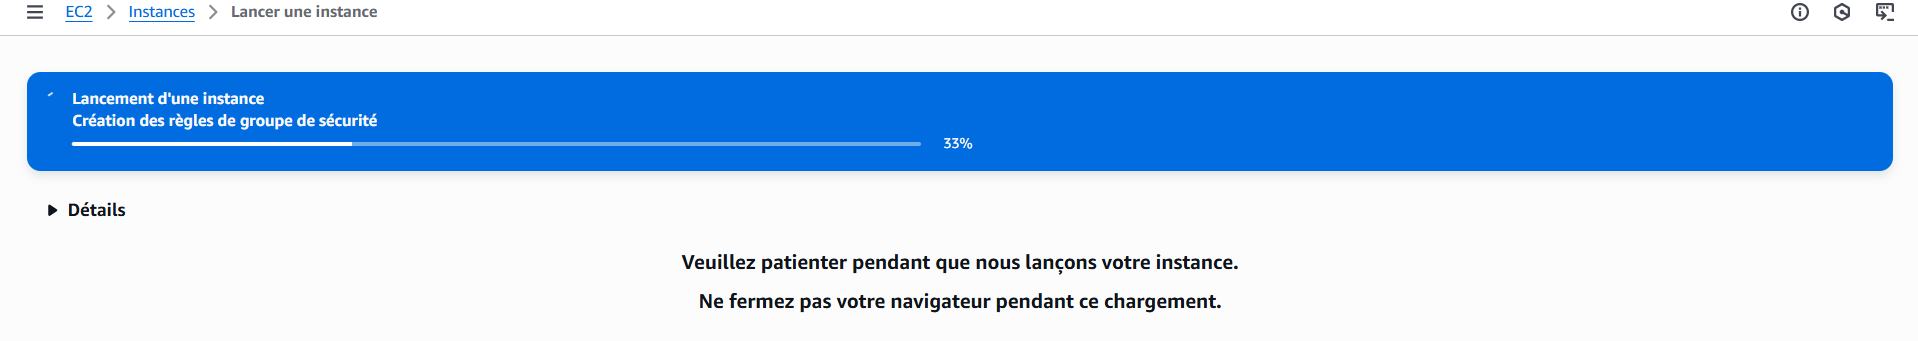 EC2 > Instances > Lancer une instance
Lancement d'une instance
Création des règles de groupe de sécurité
33%
Détails
Veuillez patienter pendant que nous lançons votre instance.
Ne fermez pas votre navigateur pendant ce chargement.